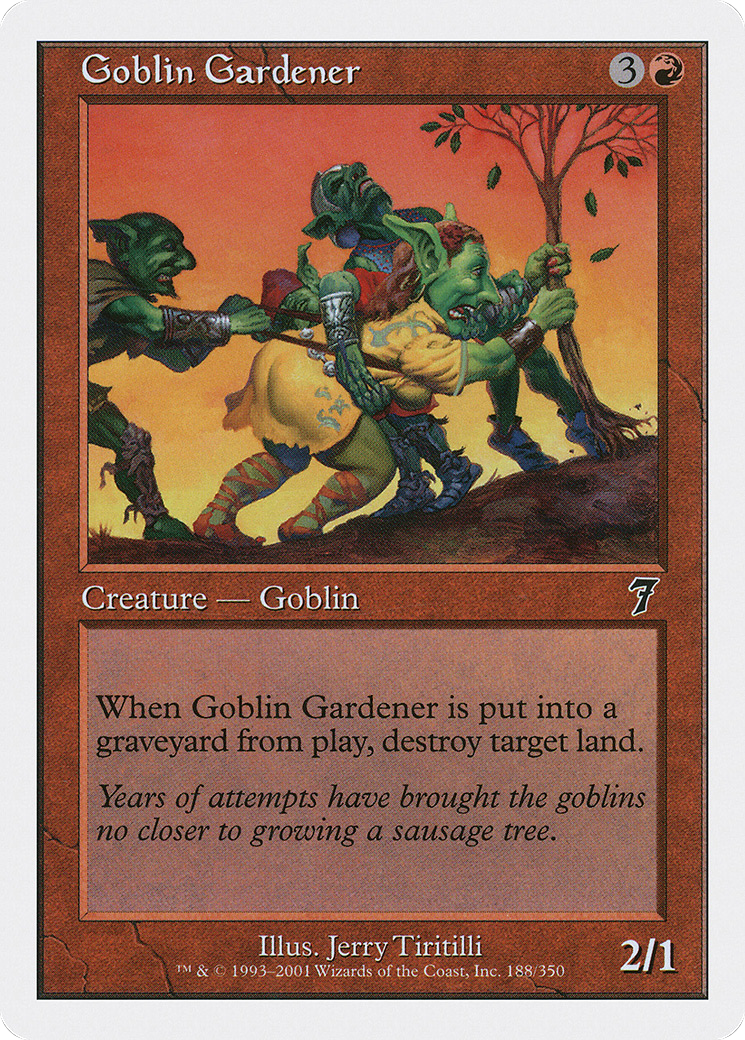 Goblin Gardener 3
Creature — Goblin 7
When Goblin Gardener is put into a
graveyard from play, destroy target land.
Years of attempts have brought the goblins
no closer to growing a sausage tree.
Illus. Jerry Tiritilli
™ & © 1993–2001 Wizards of the Coast, Inc. 188/350
2/1